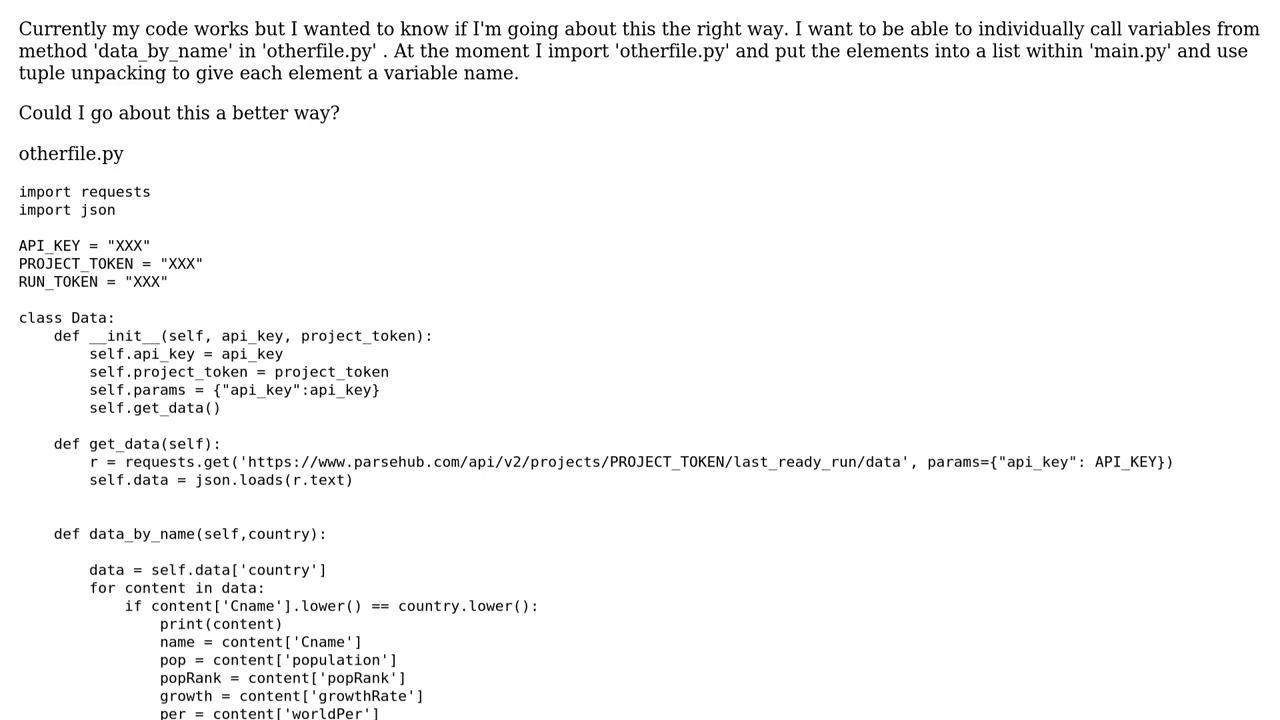 Currently my code works but I wanted to know if I'm going about this the right way. I want to be able to individually call variables from
method 'data_by_name' in 'otherfile.py' . At the moment I import 'otherfile.py' and put the elements into a list within 'main.py' and use
tuple unpacking to give each element a variable name.
Could I go about this a better way?
otherfile.py
import requests
import json
API_KEY = "XXX"
PROJECT_TOKEN = "XXX"
RUN_TOKEN = "XXX"
class Data:
    def __init__(self, api_key, project_token):
        self.api_key = api_key
        self.project_token = project_token
        self.params = {"api_key":api_key}
        self.get_data()
    def get_data(self):
        r = requests.get('https://www.parsehub.com/api/v2/projects/PROJECT_TOKEN/last_ready_run/data', params={"api_key": API_KEY})
        self.data = json.loads(r.text)
    def data_by_name(self,country):
        data = self.data['country']
        for content in data:
            if content['Cname'].lower() == country.lower():
                print(content)
                name = content['Cname']
                pop = content['population']
                popRank = content['popRank']
                growth = content['growthRate']
                per = content['worldPer']